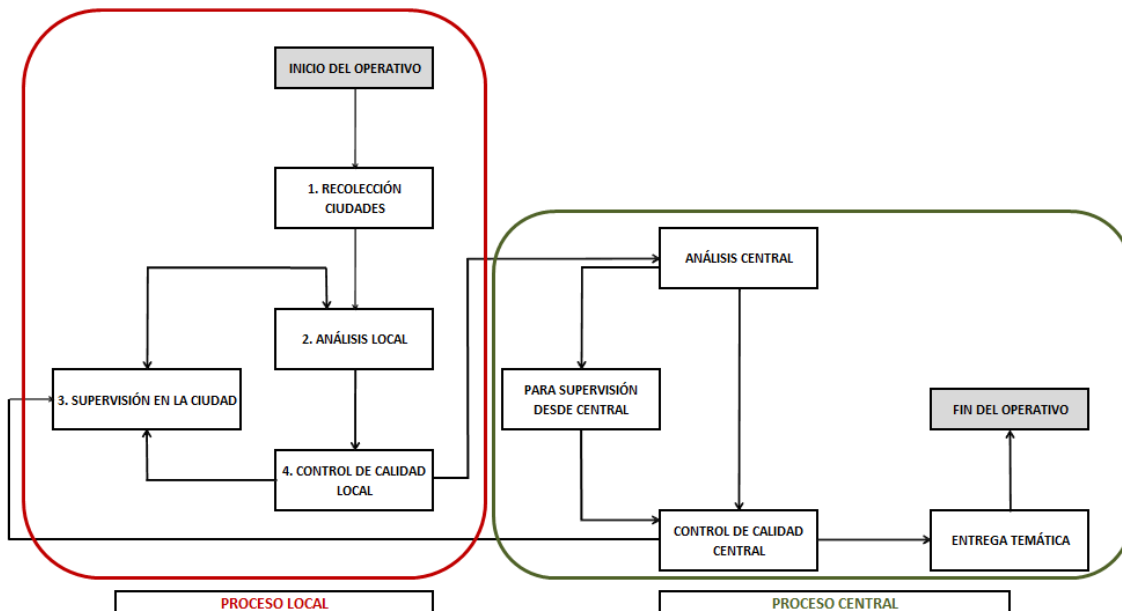 INICIO DEL OPERATIVO
1. RECOLECCIÓN
CIUDADES
2. ANÁLISIS LOCAL
3. SUPERVISIÓN EN LA CIUDAD
4. CONTROL DE CALIDAD
LOCAL
PROCESO LOCAL
ANÁLISIS CENTRAL
PARA SUPERVISIÓN
DESDE CENTRAL
CONTROL DE CALIDAD
CENTRAL
ENTREGA TEMÁTICA
FIN DEL OPERATIVO
PROCESO CENTRAL